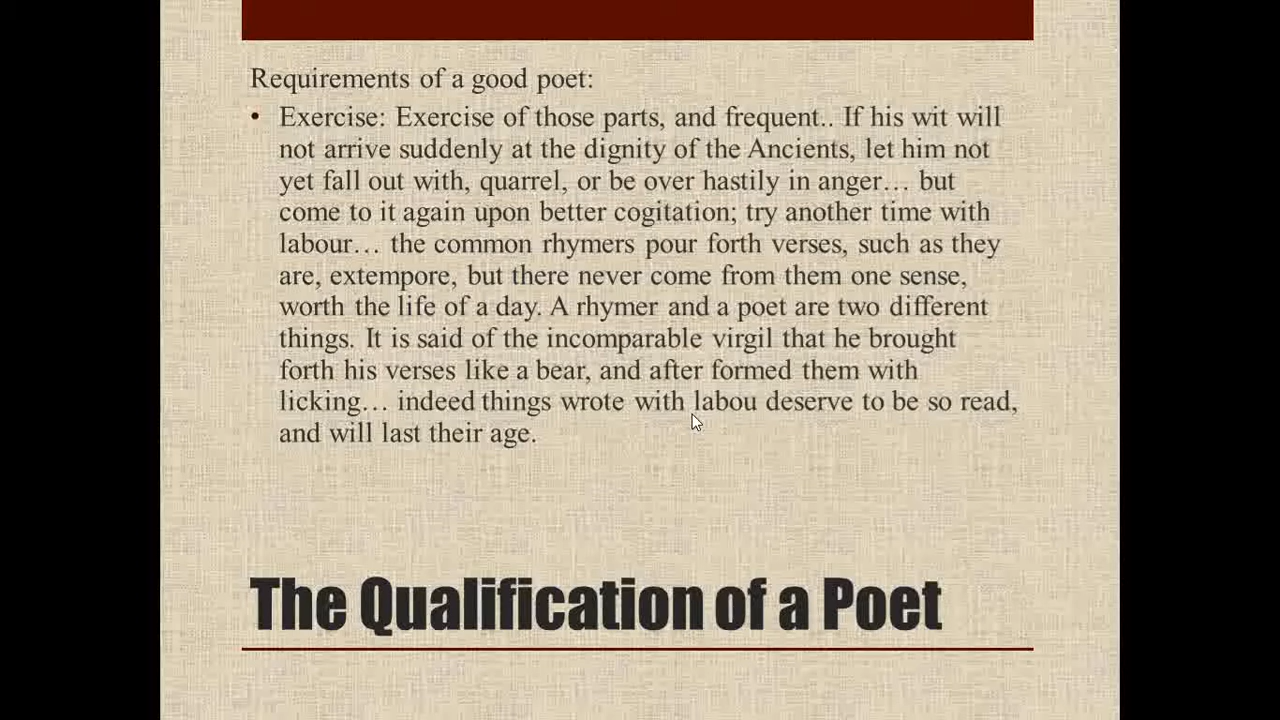 Requirements of a good poet:
• Exercise: Exercise of those parts, and frequent.. If his wit will
not arrive suddenly at the dignity of the Ancients, let him not
yet fall out with, quarrel, or be over hastily in anger… but
come to it again upon better cogitation; try another time with
labour… the common rhymers pour forth verses, such as they
are, extempore, but there never come from them one sense,
worth the life of a day. A rhymer and a poet are two different
things. It is said of the incomparable virgil that he brought
forth his verses like a bear, and after formed them with
licking… indeed things wrote with labou deserve to be so read,
and will last their age.
The Qualification of a Poet